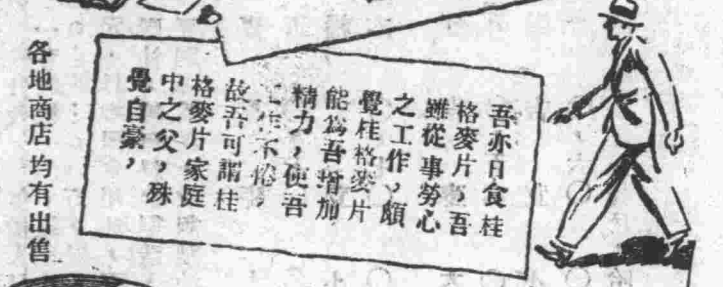 吾亦日食桂
格麥片,吾
雖從事勞心
之工作,頗
覺桂格麥片
能為吾增加
精力,使吾
工作不倦,
故吾可謂桂
格麥片家庭
中之父,殊
覺自豪,
各地商店均有出售